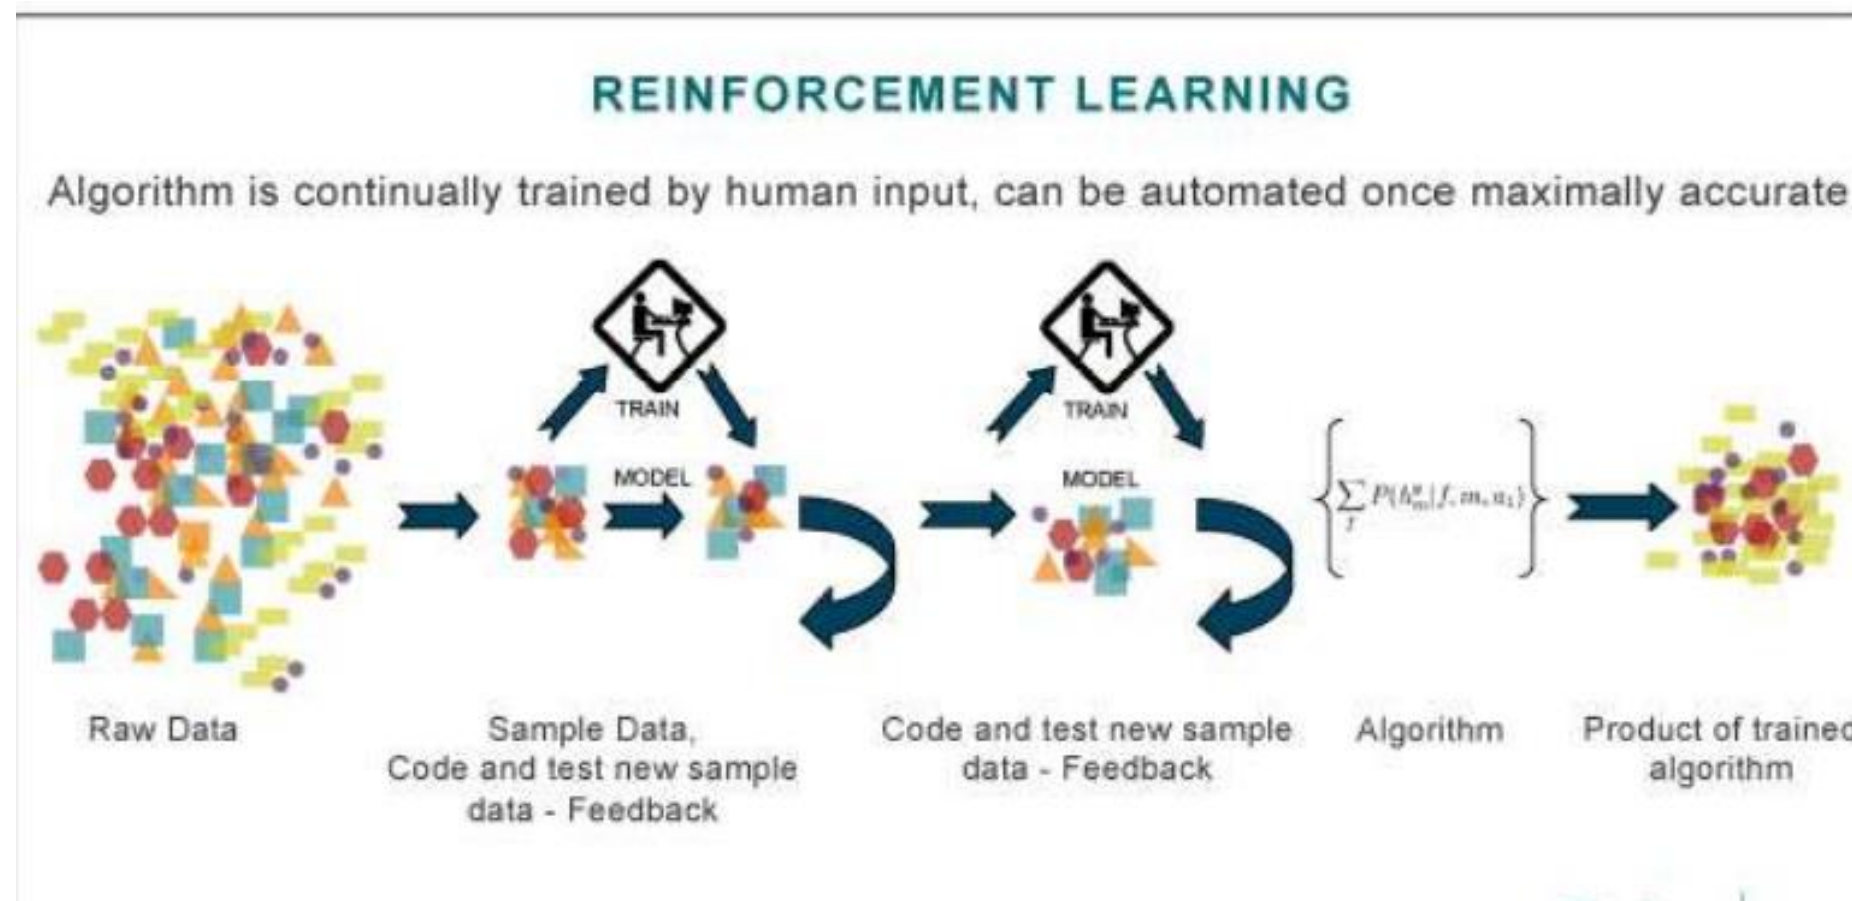 REINFORCEMENT LEARNING
Algorithm is continually trained by human input, can be automated once maximally accurate
TRAIN
MODEL
TRAIN
MODEL
Raw Data
Sample Data,
Code and test new sample
data - Feedback
Code and test new sample
data - Feedback
Algorithm
Product of trained
algorithm